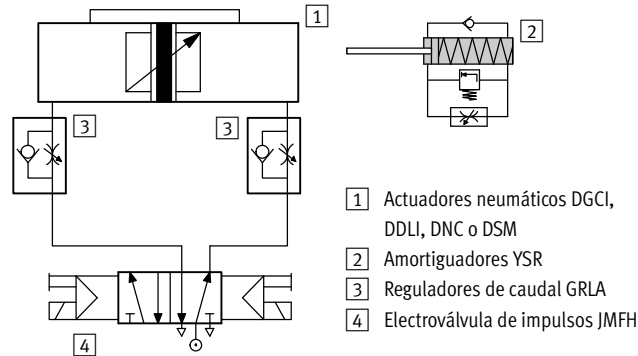 1
2
3
3
4
1 Actuadores neumáticos DGCI,
DDLI, DNC o DSM
2 Amortiguadores YSR
3 Reguladores de caudal GRLA
4 Electroválvula de impulsos JMFH